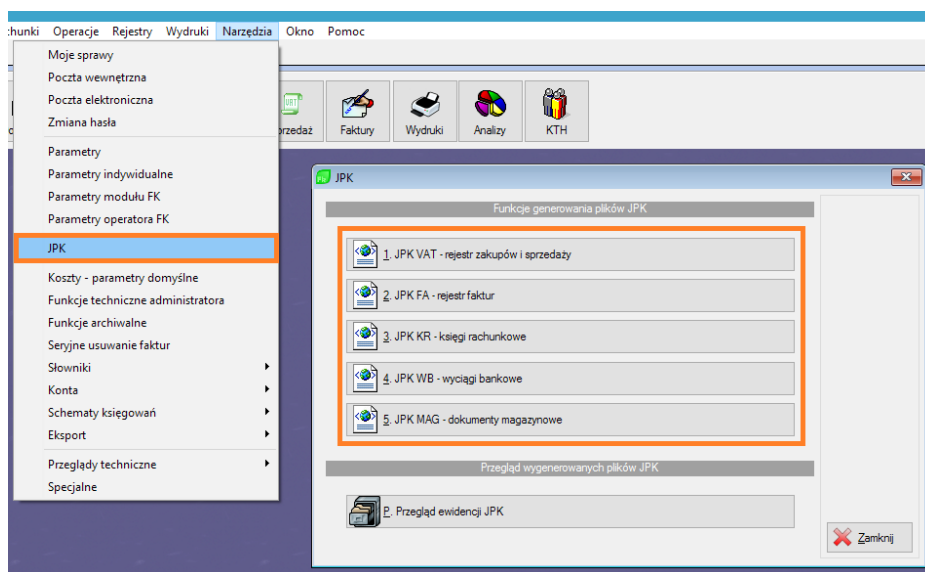 Operacje Rejestry Wydruki Narzędzia Okno Pomoc
Moje sprawy
Poczta wewnętrzna
Poczta elektroniczna
Zmiana hasła
Parametry
Parametry indywidualne
Parametry modułu FK
Parametry operatora FK
JPK
Koszty - parametry domyślne
Funkcje techniczne administratora
Funkcje archiwalne
Seryjne usuwanie faktur
Słowniki
Konta
Schematy księgowań
Eksport
Przeglądy techniczne
Specjalne
Faktury
Wydruki
Analizy
KTH
JPK
Funkcje generowania plików JPK
1. JPK VAT - rejestr zakupów i sprzedaży
2. JPK FA - rejestr faktur
3. JPK KR - księgi rachunkowe
4. JPK WB - wyciągi bankowe
5. JPK MAG - dokumenty magazynowe
Przegląd wygenerowanych plików JPK
P. Przegląd ewidencji JPK
Zamknij